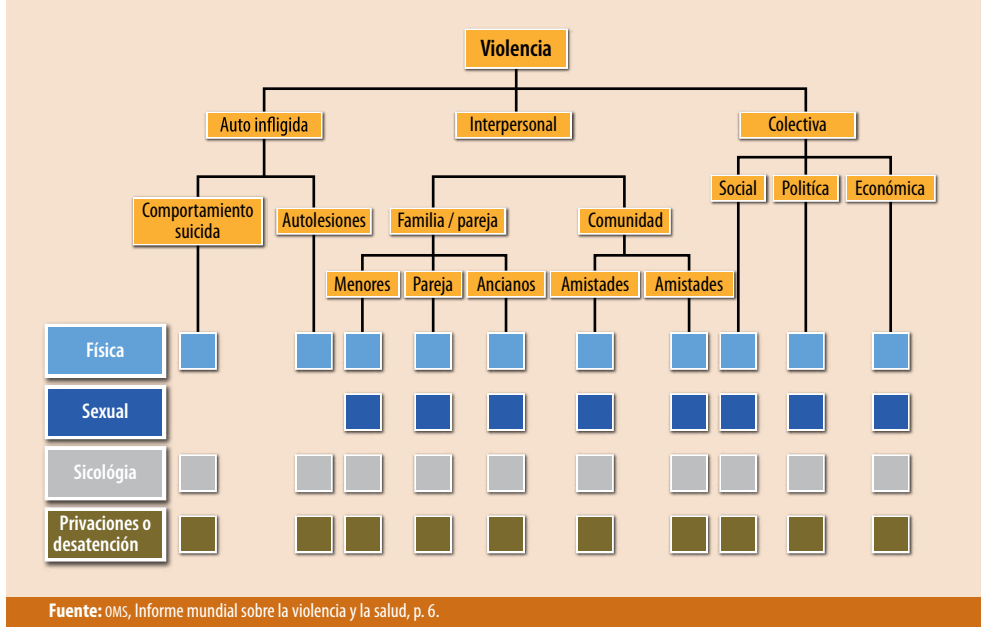 Violencia
Auto infligida
Interpersonal
Colectiva
Social
Politíca
Económica
Comportamiento
suicida
Autolesiones
Familia / pareja
Comunidad
Menores
Pareja
Ancianos
Amistades
Amistades
Física
Sexual
Sicológia
Privaciones o
desatención
Fuente: OMS, Informe mundial sobre la violencia y la salud, p. 6.